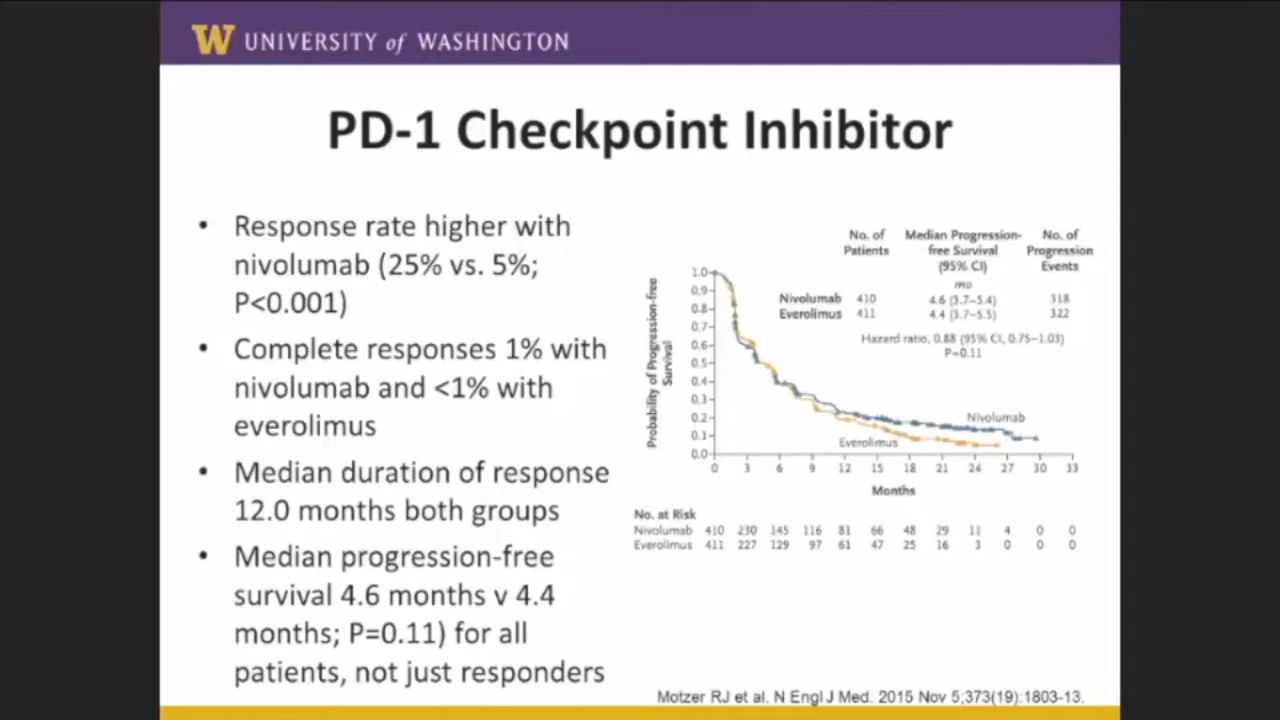 W UNIVERSITY of WASHINGTON
PD-1 Checkpoint Inhibitor
• Response rate higher with
nivolumab (25% vs. 5%;
P<0.001)
• Complete responses 1% with
nivolumab and <1% with
everolimus
• Median duration of response
12.0 months both groups
• Median progression-free
survival 4.6 months v 4.4
months; P=0.11) for all
patients, not just responders
No. of Patients
Median Progression-free Survival (95% CI)
No. of Progression Events
mo
Nivolumab 410 4.6 (3.7–5.4) 318
Everolimus 411 4.4 (3.7–5.5) 322
Hazard ratio, 0.88 (95% CI, 0.75–1.03)
P=0.11
Probability of Progression-free
Survival
1.0
0.9
0.8
0.7
0.6
0.5
0.4
0.3
0.2
0.1
0.0
Nivolumab
Everolimus
0 3 6 9 12 15 18 21 24 27 30 33
Months
No. at Risk
Nivolumab 410 230 145 116 81 66 48 29 11 4 0 0
Everolimus 411 227 129 97 61 47 25 16 3 0 0 0
Motzer RJ et al. N Engl J Med. 2015 Nov 5;373(19):1803-13.